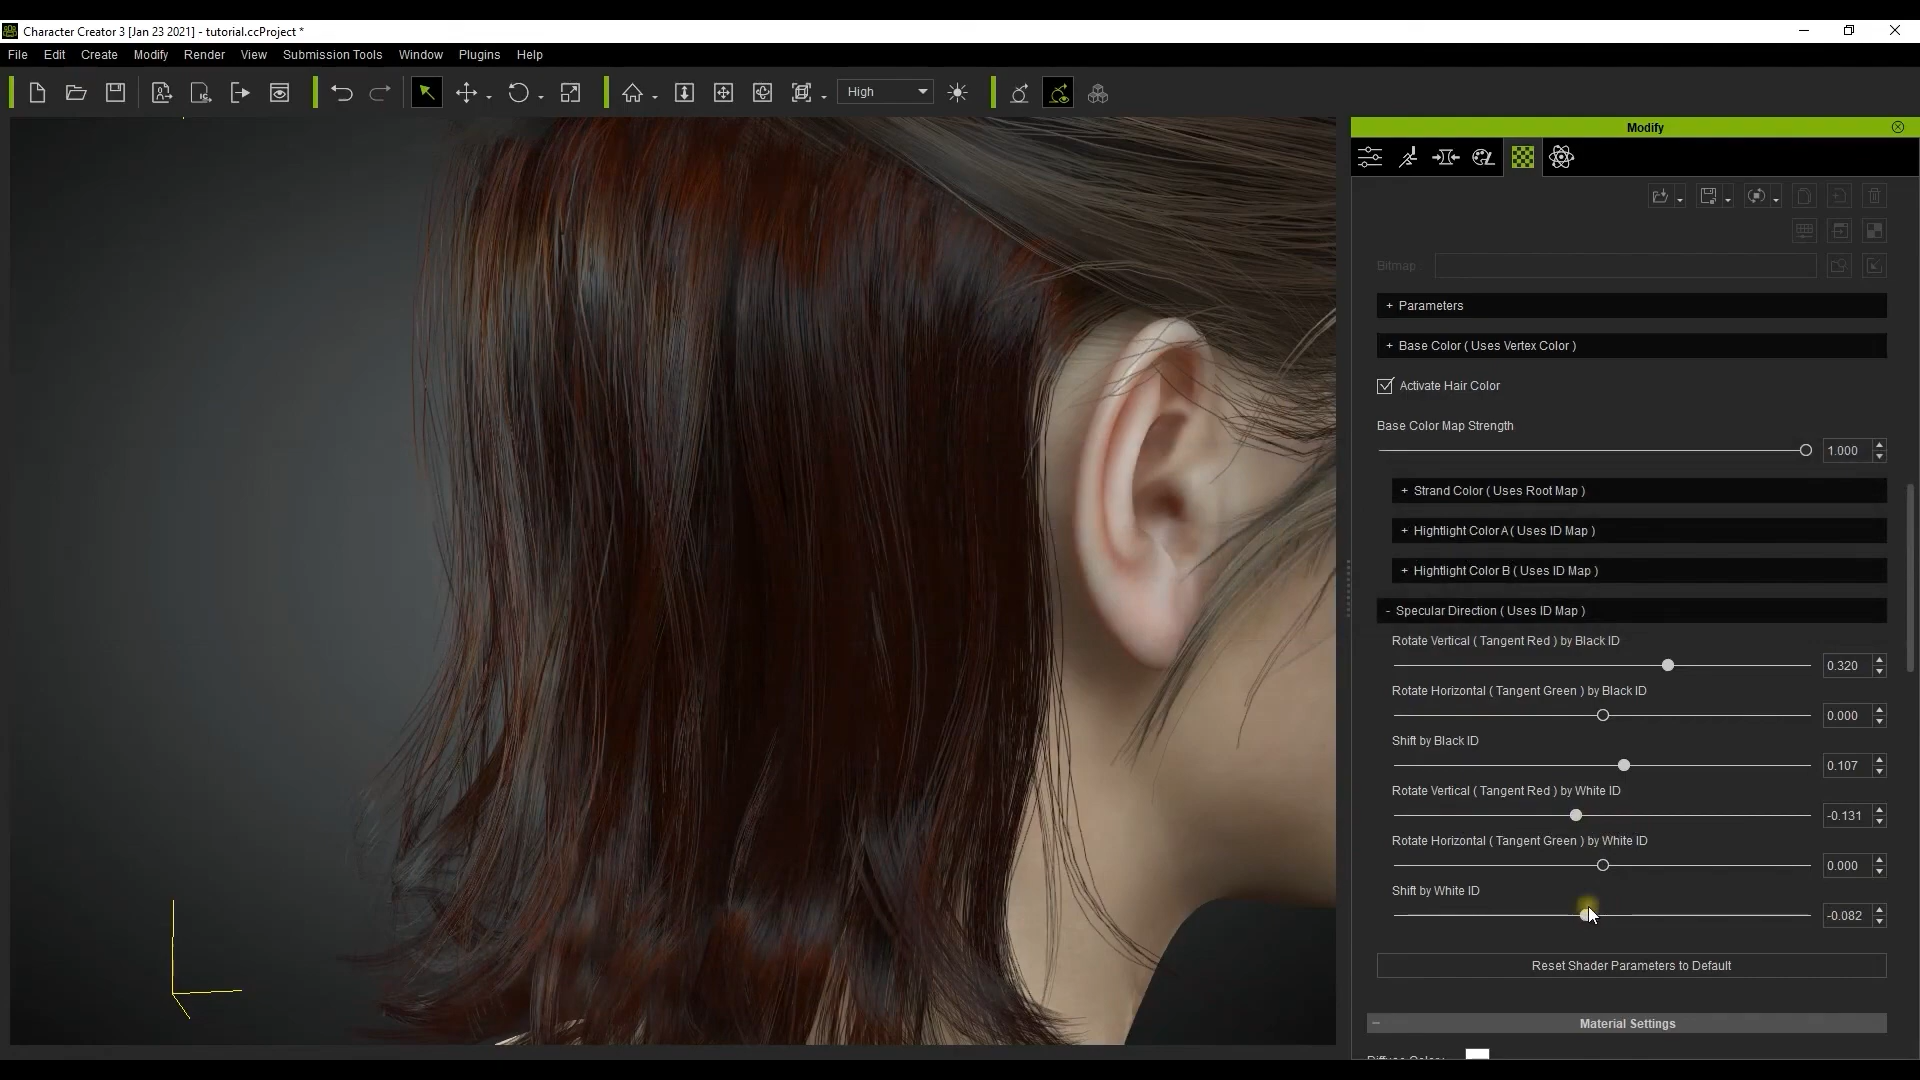 Character Creator 3 [Jan 23 2021] - tutorial.ccProject *
File Edit Create Modify Render View Submission Tools Window Plugins Help
High
Modify
Bitmap
+ Parameters
+ Base Color ( Uses Vertex Color )
Activate Hair Color
Base Color Map Strength
1.000
+ Strand Color ( Uses Root Map )
+ Hightlight Color A ( Uses ID Map )
+ Hightlight Color B ( Uses ID Map )
- Specular Direction ( Uses ID Map )
Rotate Vertical ( Tangent Red ) by Black ID
0.320
Rotate Horizontal ( Tangent Green ) by Black ID
0.000
Shift by Black ID
0.107
Rotate Vertical ( Tangent Red ) by White ID
-0.131
Rotate Horizontal ( Tangent Green ) by White ID
0.000
Shift by White ID
-0.082
Reset Shader Parameters to Default
Material Settings
Diffuse Color: